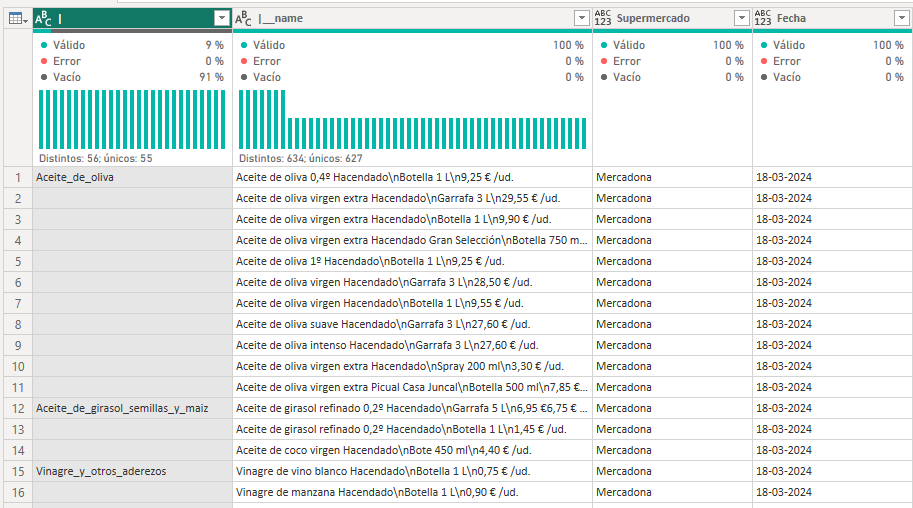 ABC | ABC |__name ABC 123 Supermercado ABC 123 Fecha
Válido 9 % Válido 100 % Válido 100 % Válido 100 %
Error 0 % Error 0 % Error 0 % Error 0 %
Vacío 91 % Vacío 0 % Vacío 0 % Vacío 0 %
Distintos: 56; únicos: 55 Distintos: 634; únicos: 627
1 Aceite_de_oliva Aceite de oliva 0,4º Hacendado\nBotella 1 L\n9,25 € /ud. Mercadona 18-03-2024
2 Aceite de oliva virgen extra Hacendado\nGarrafa 3 L\n29,55 € /ud. Mercadona 18-03-2024
3 Aceite de oliva virgen extra Hacendado\nBotella 1 L\n9,90 € /ud. Mercadona 18-03-2024
4 Aceite de oliva virgen extra Hacendado Gran Selección\nBotella 750 m... Mercadona 18-03-2024
5 Aceite de oliva 1º Hacendado\nBotella 1 L\n9,25 € /ud. Mercadona 18-03-2024
6 Aceite de oliva virgen Hacendado\nGarrafa 3 L\n28,50 € /ud. Mercadona 18-03-2024
7 Aceite de oliva virgen Hacendado\nBotella 1 L\n9,55 € /ud. Mercadona 18-03-2024
8 Aceite de oliva suave Hacendado\nGarrafa 3 L\n27,60 € /ud. Mercadona 18-03-2024
9 Aceite de oliva intenso Hacendado\nGarrafa 3 L\n27,60 € /ud. Mercadona 18-03-2024
10 Aceite de oliva virgen extra Hacendado\nSpray 200 ml\n3,30 € /ud. Mercadona 18-03-2024
11 Aceite de oliva virgen extra Picual Casa Juncal\nBotella 500 ml\n7,85 €... Mercadona 18-03-2024
12 Aceite_de_girasol_semillas_y_maiz Aceite de girasol refinado 0,2º Hacendado\nGarrafa 5 L\n6,95 €6,75 € ... Mercadona 18-03-2024
13 Aceite de girasol refinado 0,2º Hacendado\nBotella 1 L\n1,45 € /ud. Mercadona 18-03-2024
14 Aceite de coco virgen Hacendado\nBote 450 ml\n4,40 € /ud. Mercadona 18-03-2024
15 Vinagre_y_otros_aderezos Vinagre de vino blanco Hacendado\nBotella 1 L\n0,75 € /ud. Mercadona 18-03-2024
16 Vinagre de manzana Hacendado\nBotella 1 L\n0,90 € /ud. Mercadona 18-03-2024